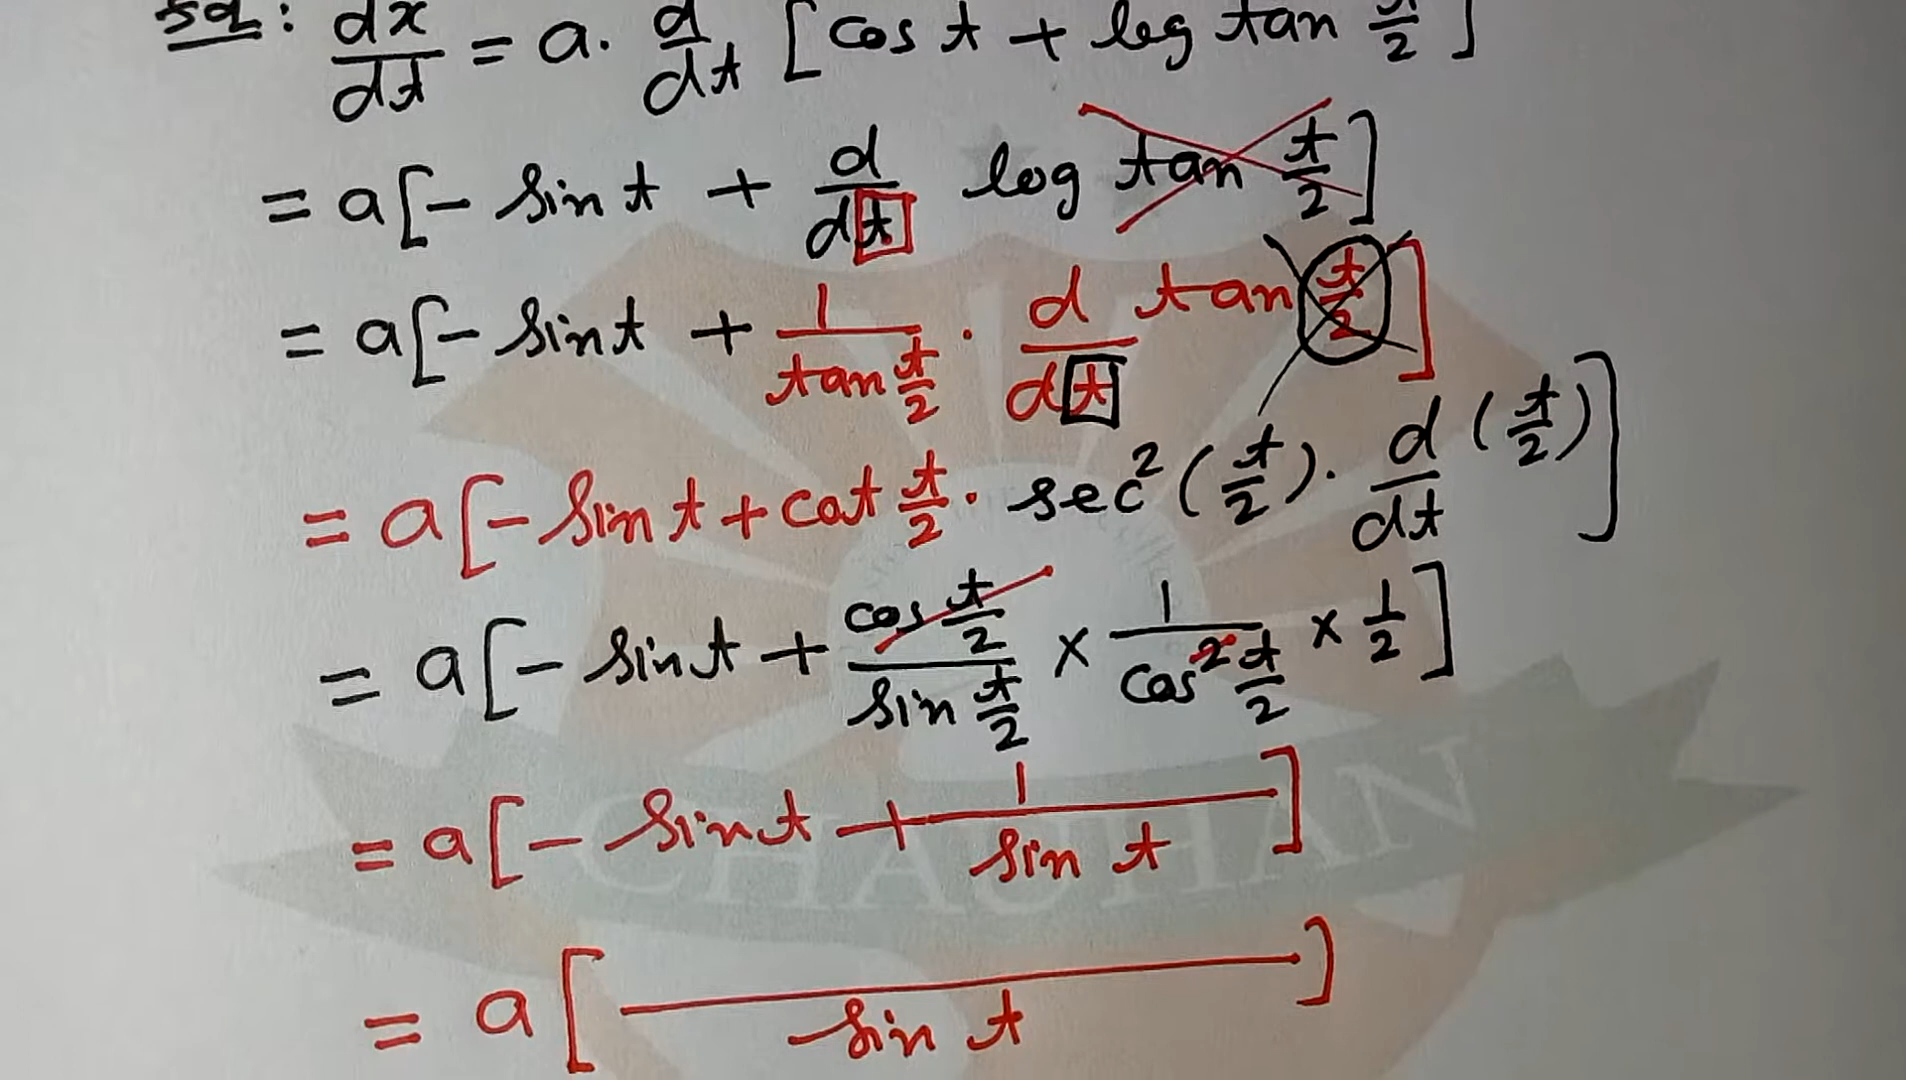 Sol: dx/dt = a. d/dt [cos t + log tan t/2]
= a[- sin t + d/dt log tan t/2]
= a[- sin t + 1/tan t/2 . d/dt tan t/2]
= a[- sin t + cot t/2 . sec² (t/2) . d/dt (t/2)]
= a[- sin t + cos t/2 / sin t/2 × 1/cos² t/2 × 1/2]
= a[- sin t + 1/sin t]
CHAUHAN
= a[ /sin t]